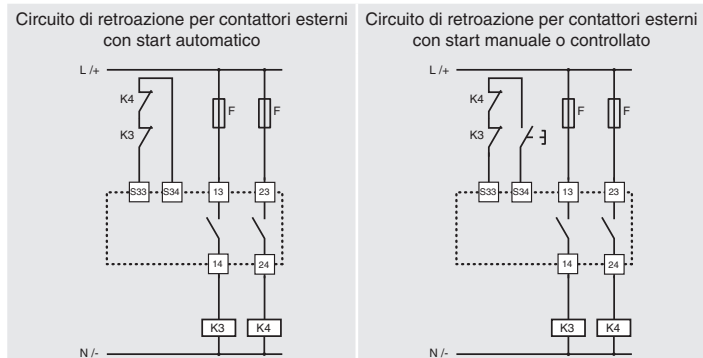 Circuito di retroazione per contattori esterni
con start automatico
L /+
K4
F
F
K3
S33
S34
13
23
14
24
K3
K4
N /-
Circuito di retroazione per contattori esterni
con start manuale o controllato
L /+
K4
F
F
K3
S33
S34
13
23
14
24
K3
K4
N /-